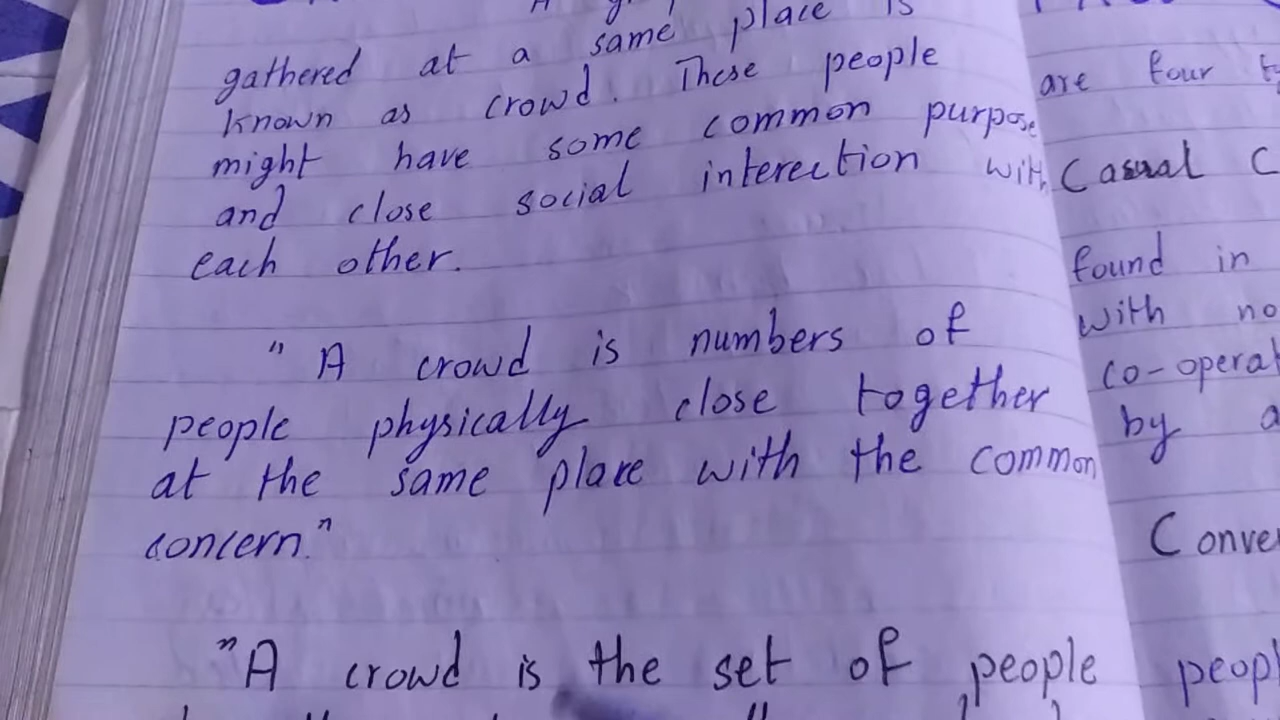 same place is
gathered at a
known as crowd. These people
might have some common purpose
and close social interection with
each other.
" A crowd is numbers of
people physically close together
at the same place with the common
concern."
"A crowd is the set of people
are four
Casual C
found in
with no
co-operat
by a
Conve
peopl